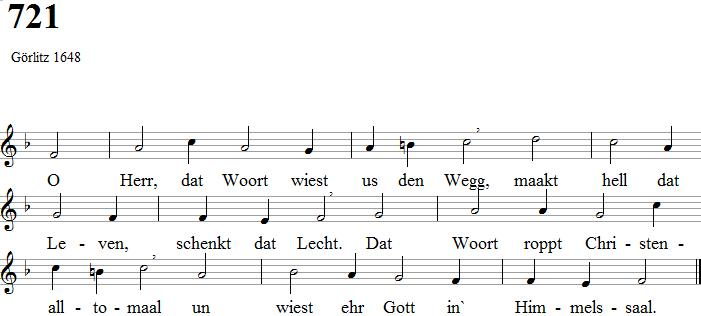 721
Görlitz 1648
O Herr, dat Woort wiest us den Wegg, maakt hell dat
Le - ven, schenkt dat Lecht. Dat Woort roppt Chri - sten -
all - to - maal un wiest ehr Gott in` Him - mels - saal.